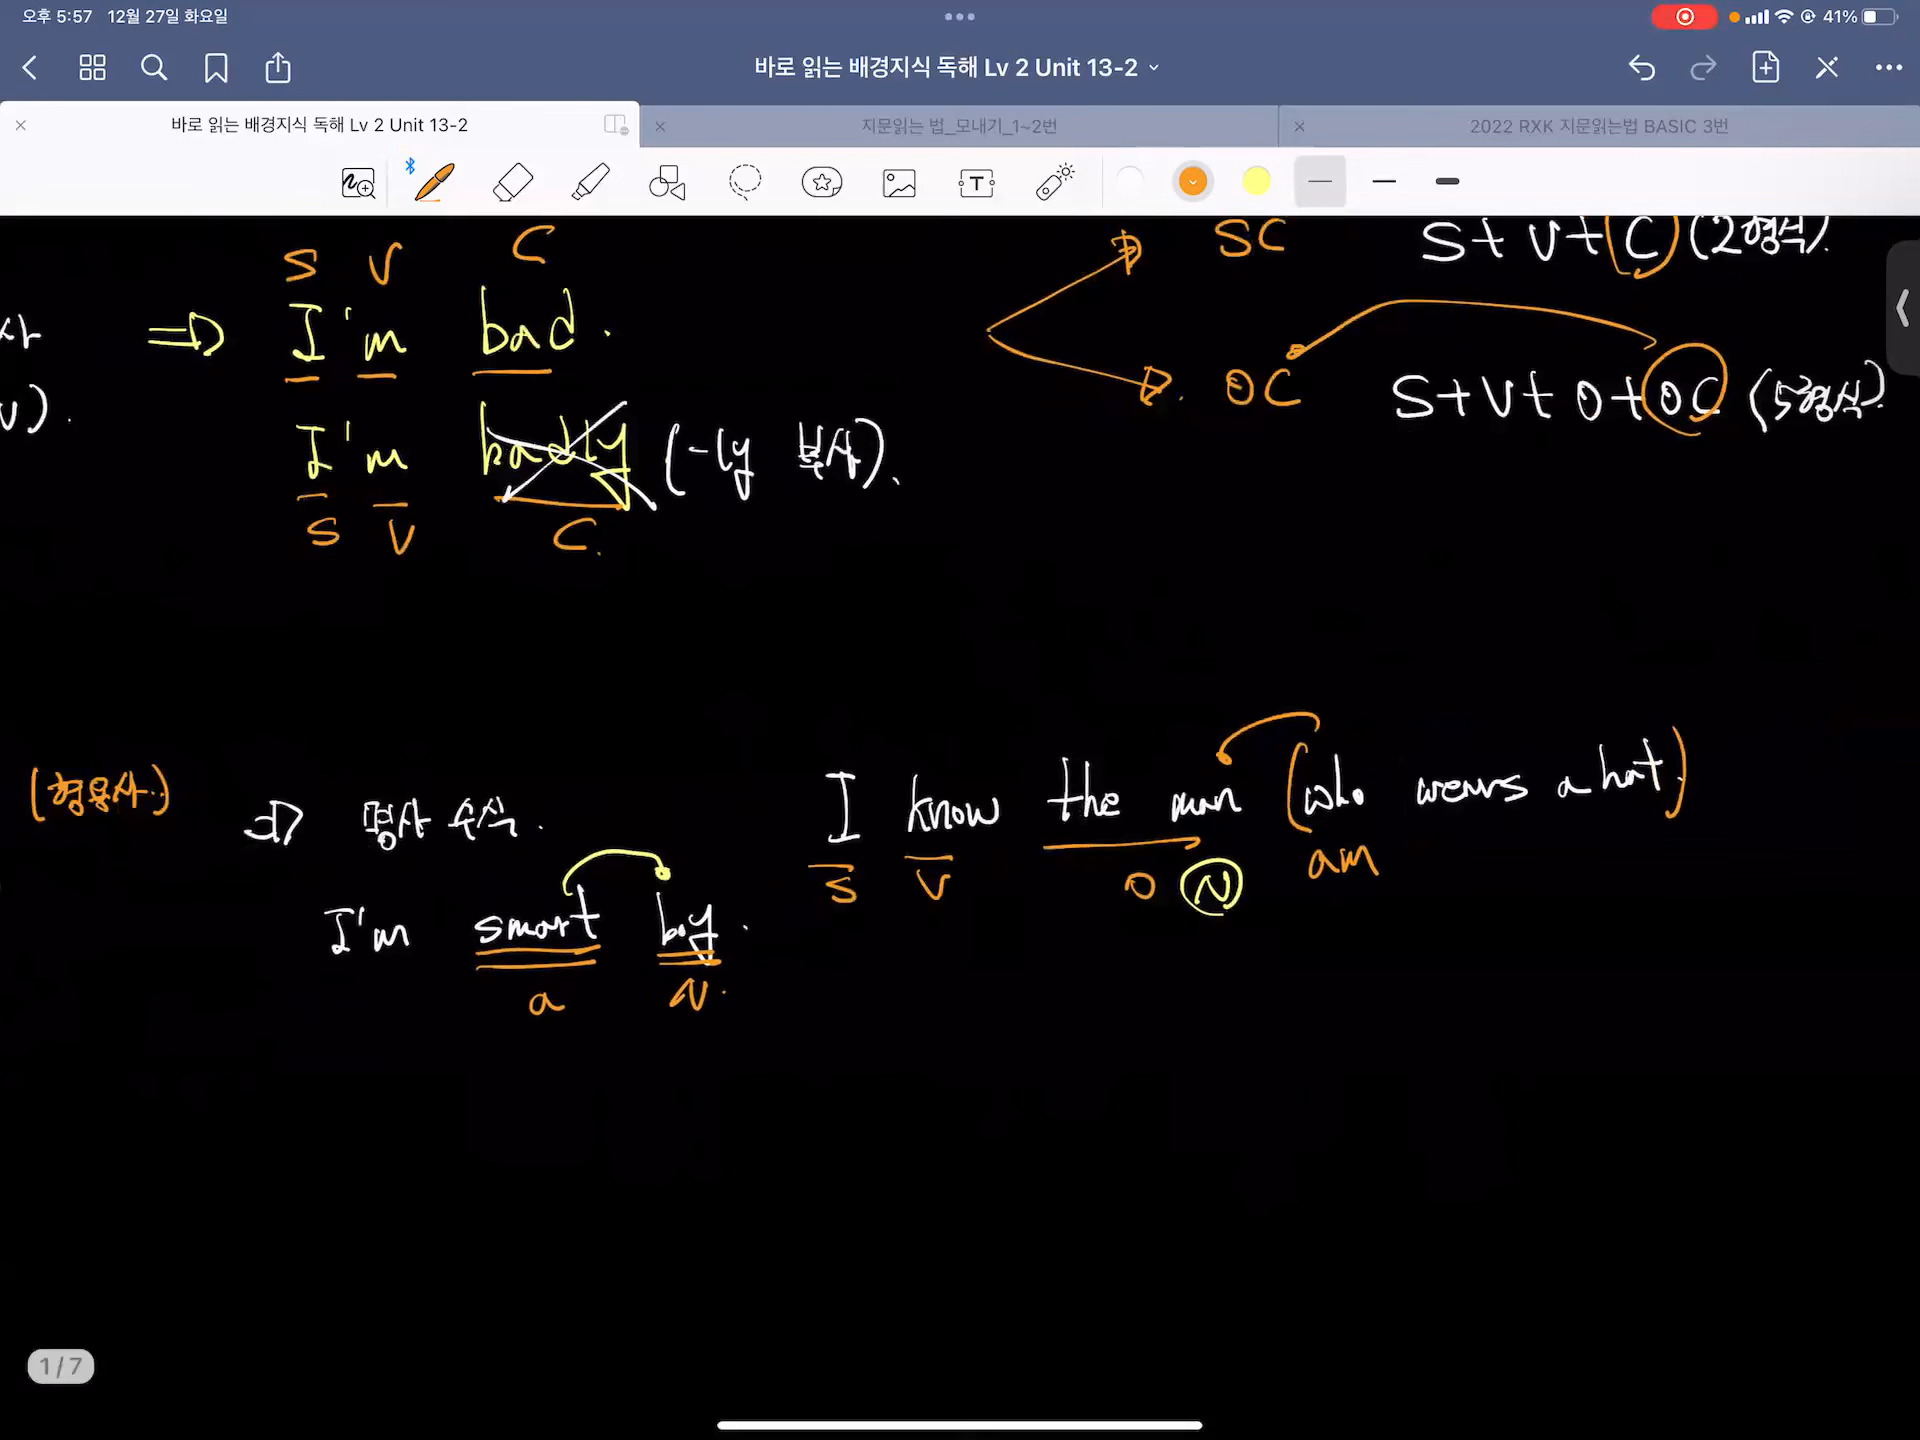 오후 5:57 12월 27일 화요일
41%
바로 읽는 배경지식 독해 Lv 2 Unit 13-2
바로 읽는 배경지식 독해 Lv 2 Unit 13-2
지문읽는 법_모내기_1~2번
2022 RXK 지문읽는법 BASIC 3번
S V C
SC S+V+C (2형식).
사 ⇒ I'm bad.
OC S+V+O+OC (5형식).
V).
I'm badly (-ly 부사).
S V C.
(형용사.) ⇒ 명사 수식.
I know the man (who wears a hat.)
S V O N am
I'm smart boy.
a N.
1/7